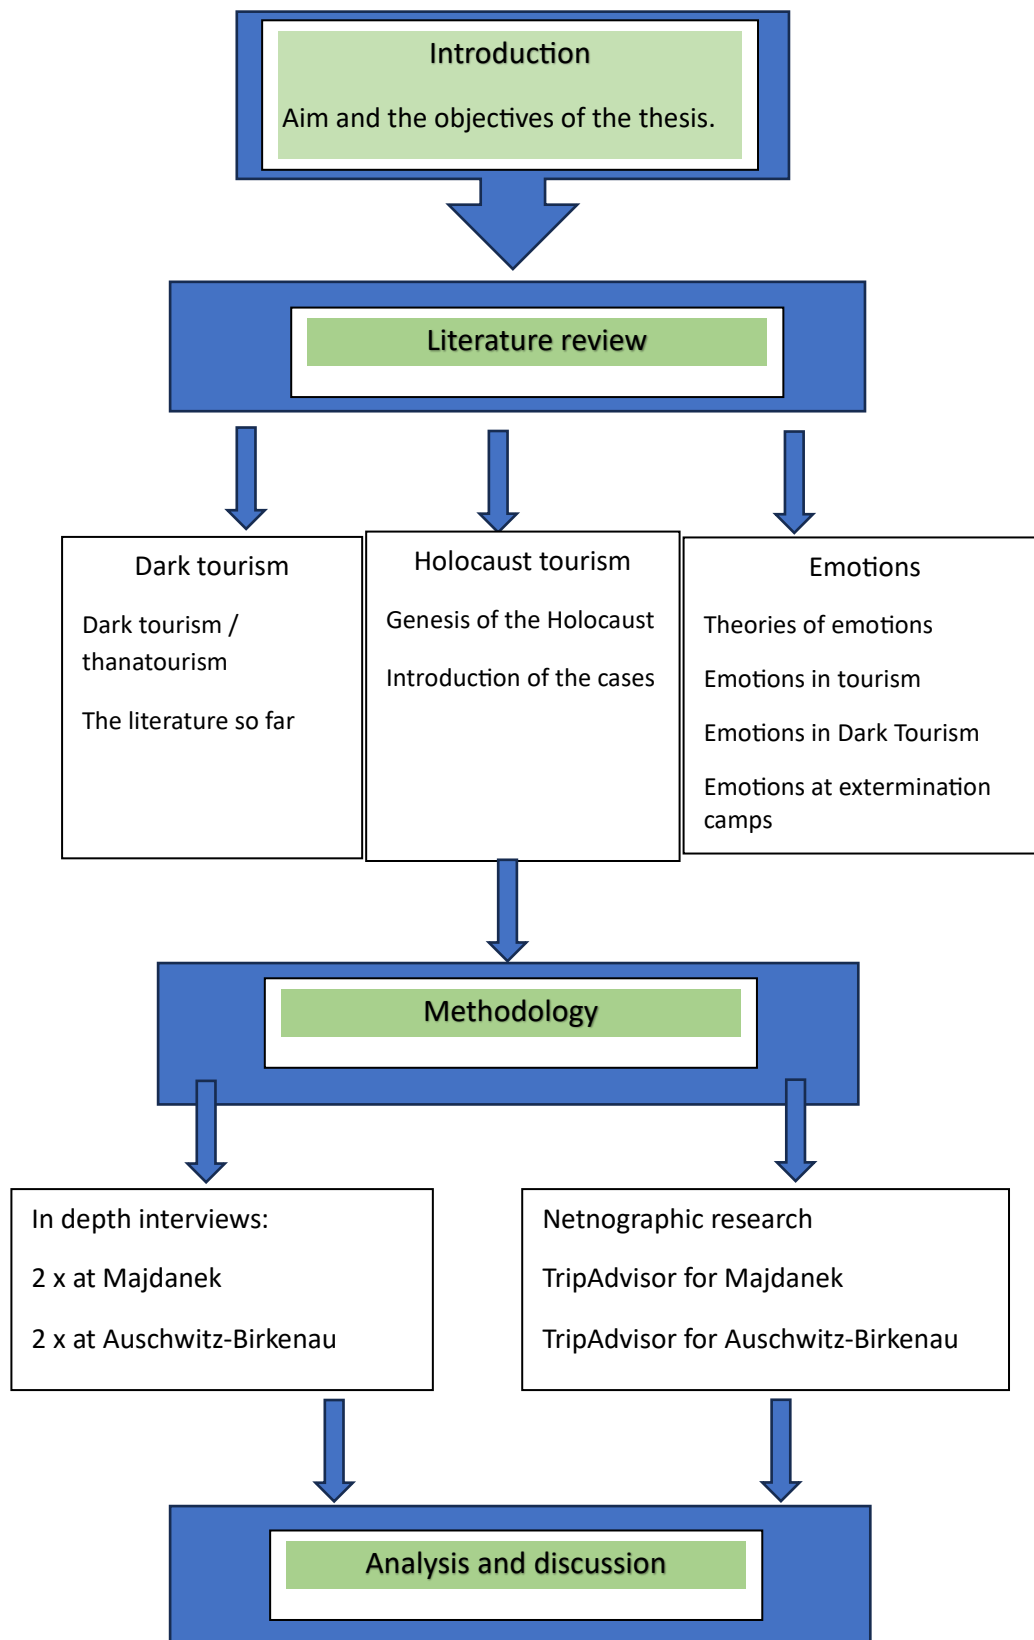 Introduction
Aim and the objectives of the thesis.
Literature review
Dark tourism
Dark tourism /
thanatourism
The literature so far
Holocaust tourism
Genesis of the Holocaust
Introduction of the cases
Emotions
Theories of emotions
Emotions in tourism
Emotions in Dark Tourism
Emotions at extermination
camps
Methodology
In depth interviews:
2 x at Majdanek
2 x at Auschwitz-Birkenau
Netnographic research
TripAdvisor for Majdanek
TripAdvisor for Auschwitz-Birkenau
Analysis and discussion